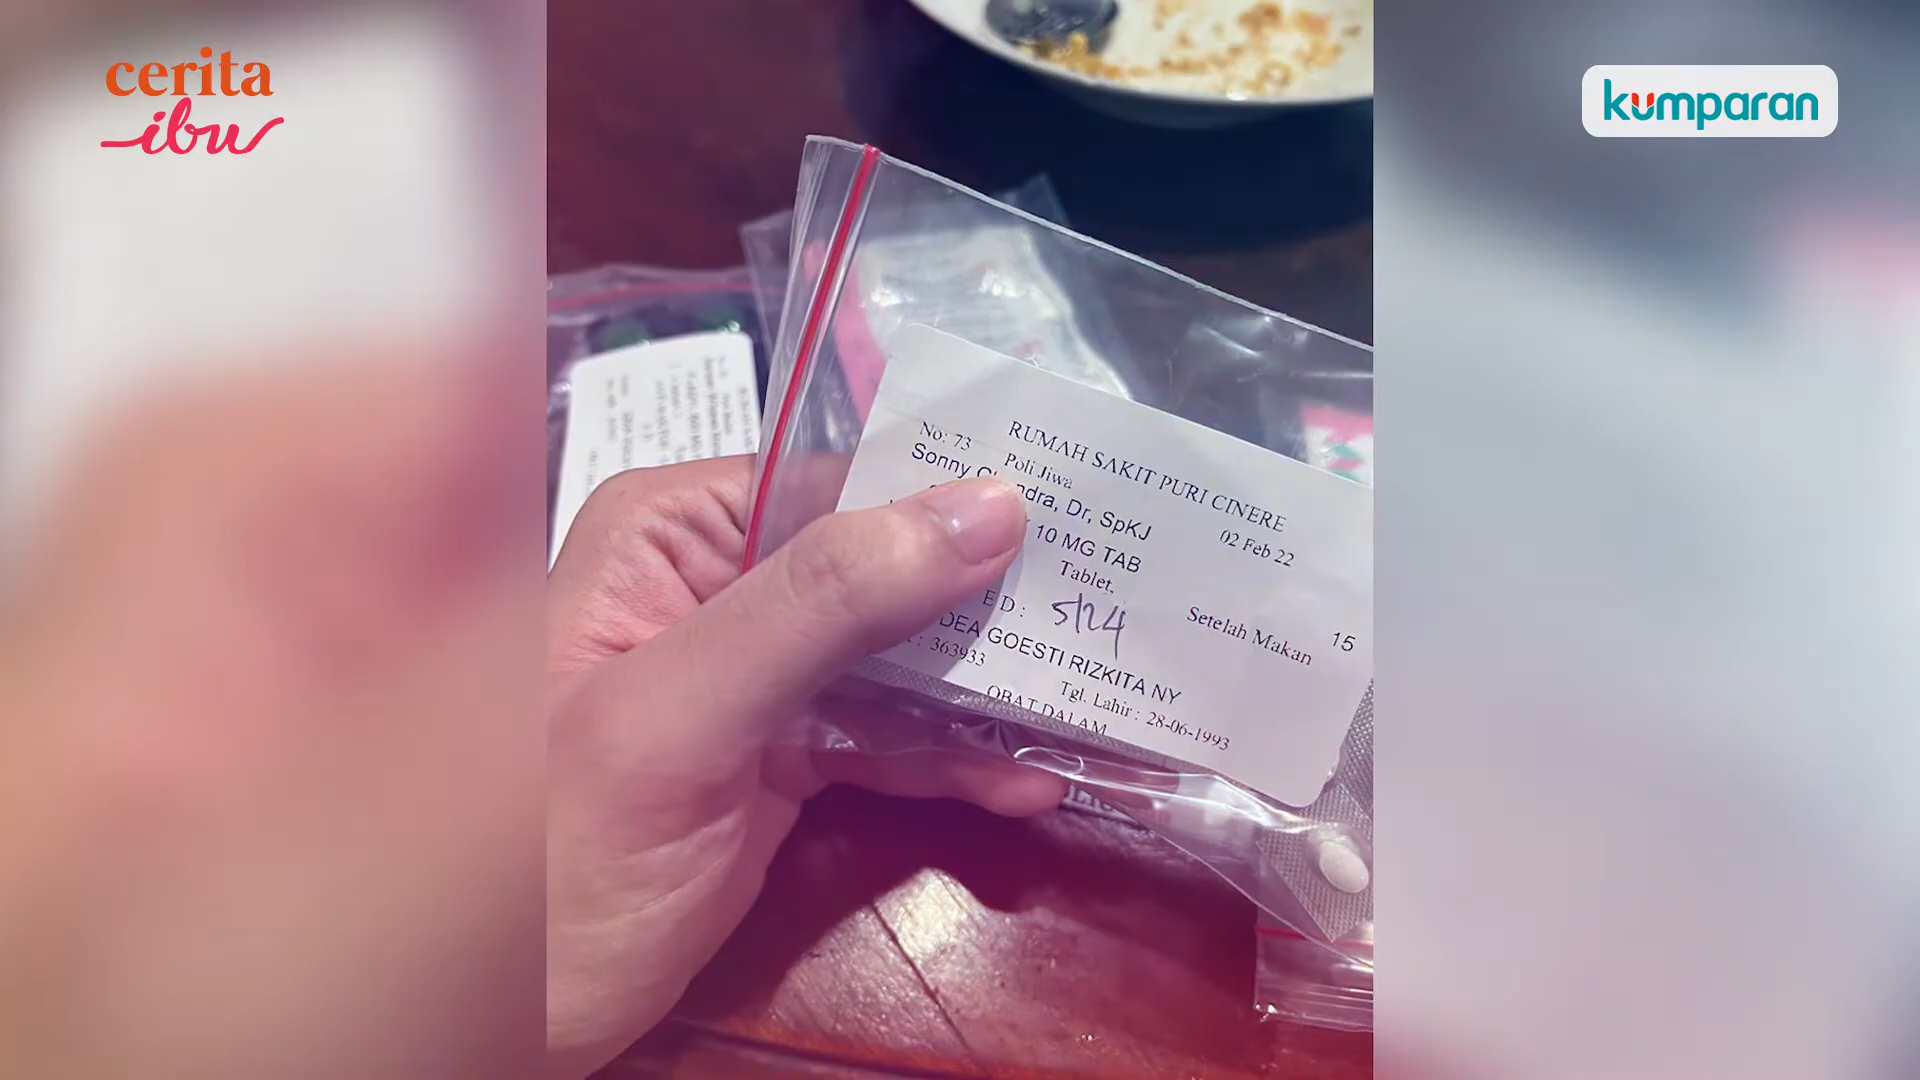 cerita
ibu
kumparan
RUMAH SAKIT PURI CINERE
No: 73 Poli Jiwa 02 Feb 22
Sonny ndra, Dr, SpKJ
10 MG TAB
Tablet, Setelah Makan 15
ED: 5/24
DEA GOESTI RIZKITA NY
: 363933 Tgl. Lahir : 28-06-1993
OBAT DALAM